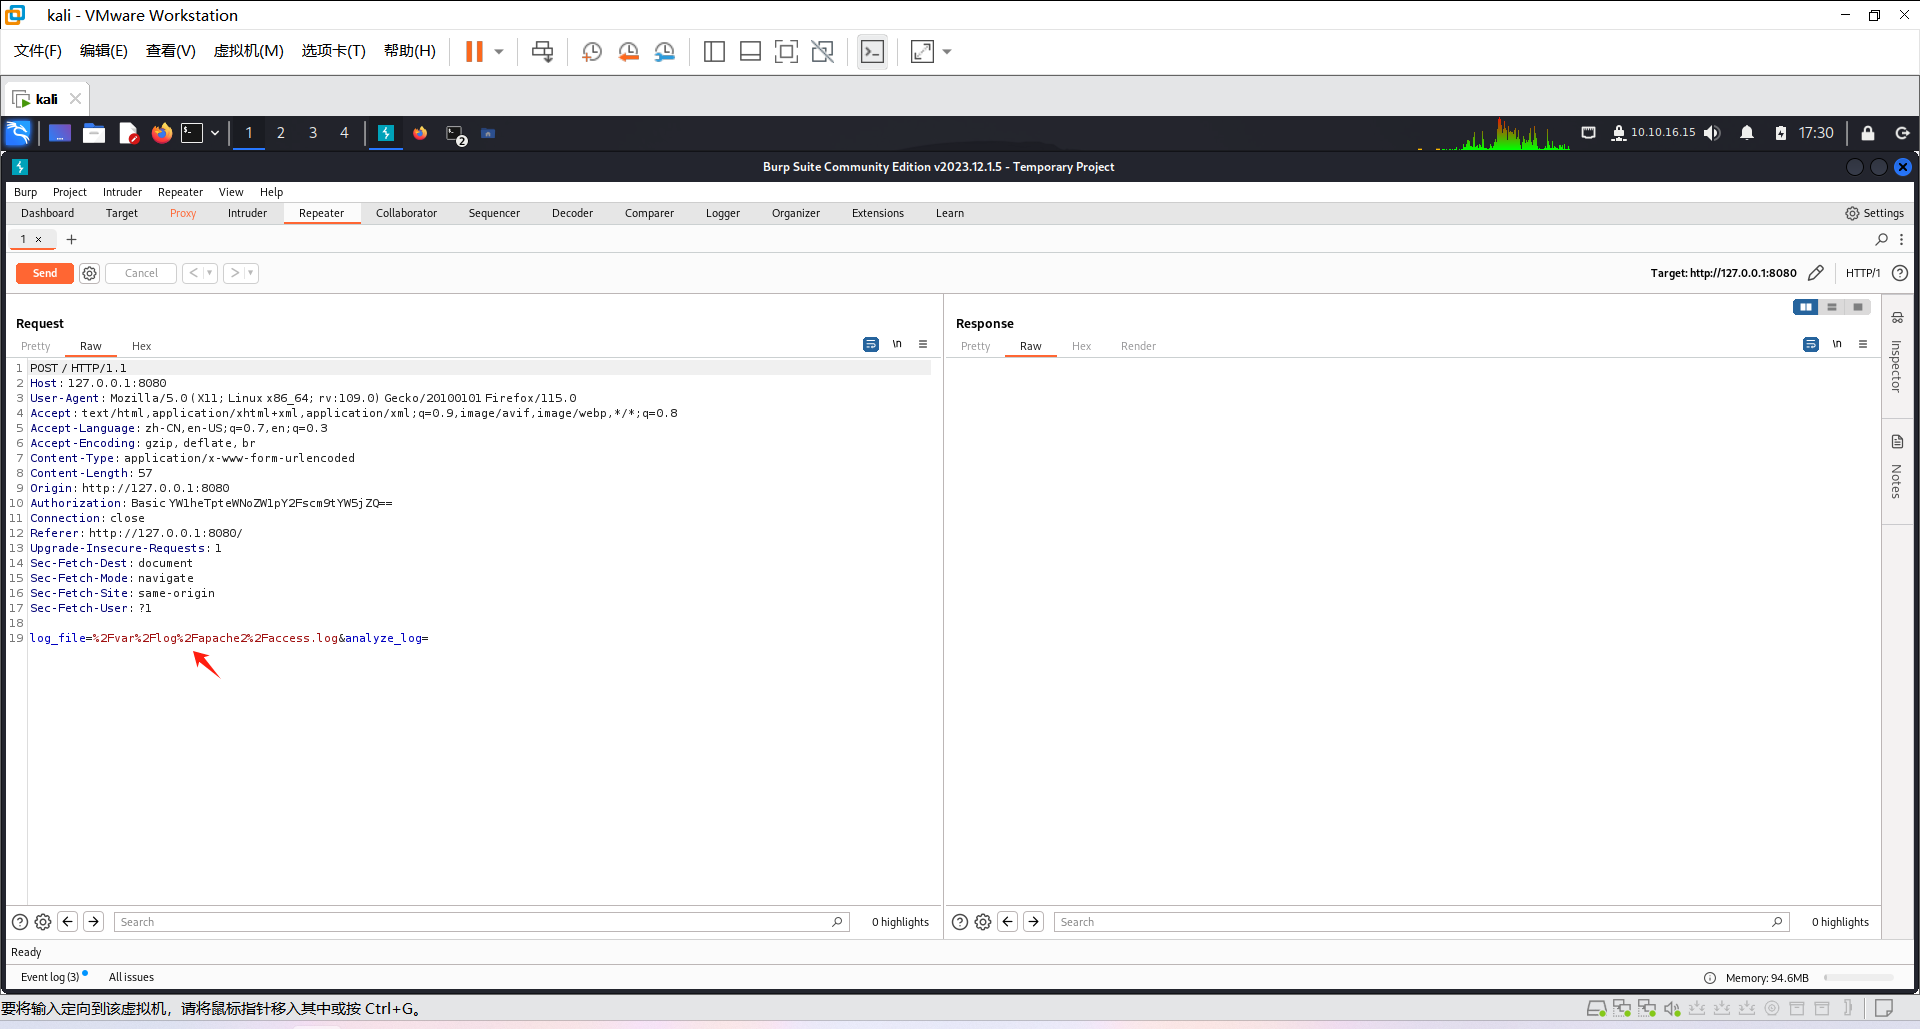 kali - VMware Workstation
文件(F) 编辑(E) 查看(V) 虚拟机(M) 选项卡(T) 帮助(H)
kali
1 2 3 4 2 10.10.16.15 17:30
Burp Suite Community Edition v2023.12.1.5 - Temporary Project
Burp Project Intruder Repeater View Help
Dashboard Target Proxy Intruder Repeater Collaborator Sequencer Decoder Comparer Logger Organizer Extensions Learn Settings
1 × +
Send Cancel < > Target: http://127.0.0.1:8080 HTTP/1
Request
Pretty Raw Hex \n
1 POST / HTTP/1.1
2 Host: 127.0.0.1:8080
3 User-Agent: Mozilla/5.0 (X11; Linux x86_64; rv:109.0) Gecko/20100101 Firefox/115.0
4 Accept: text/html,application/xhtml+xml,application/xml;q=0.9,image/avif,image/webp,*/*;q=0.8
5 Accept-Language: zh-CN,en-US;q=0.7,en;q=0.3
6 Accept-Encoding: gzip, deflate, br
7 Content-Type: application/x-www-form-urlencoded
8 Content-Length: 57
9 Origin: http://127.0.0.1:8080
10 Authorization: Basic YW1heTpteWNoZW1pY2Fscm9tYW5jZQ==
11 Connection: close
12 Referer: http://127.0.0.1:8080/
13 Upgrade-Insecure-Requests: 1
14 Sec-Fetch-Dest: document
15 Sec-Fetch-Mode: navigate
16 Sec-Fetch-Site: same-origin
17 Sec-Fetch-User: ?1
18
19 log_file=%2Fvar%2Flog%2Fapache2%2Faccess.log&analyze_log=
Search 0 highlights
Response
Pretty Raw Hex Render \n
Search 0 highlights
Inspector
Notes
Ready
Event log (3) All issues Memory: 94.6MB
要将输入定向到该虚拟机，请将鼠标指针移入其中或按 Ctrl+G。